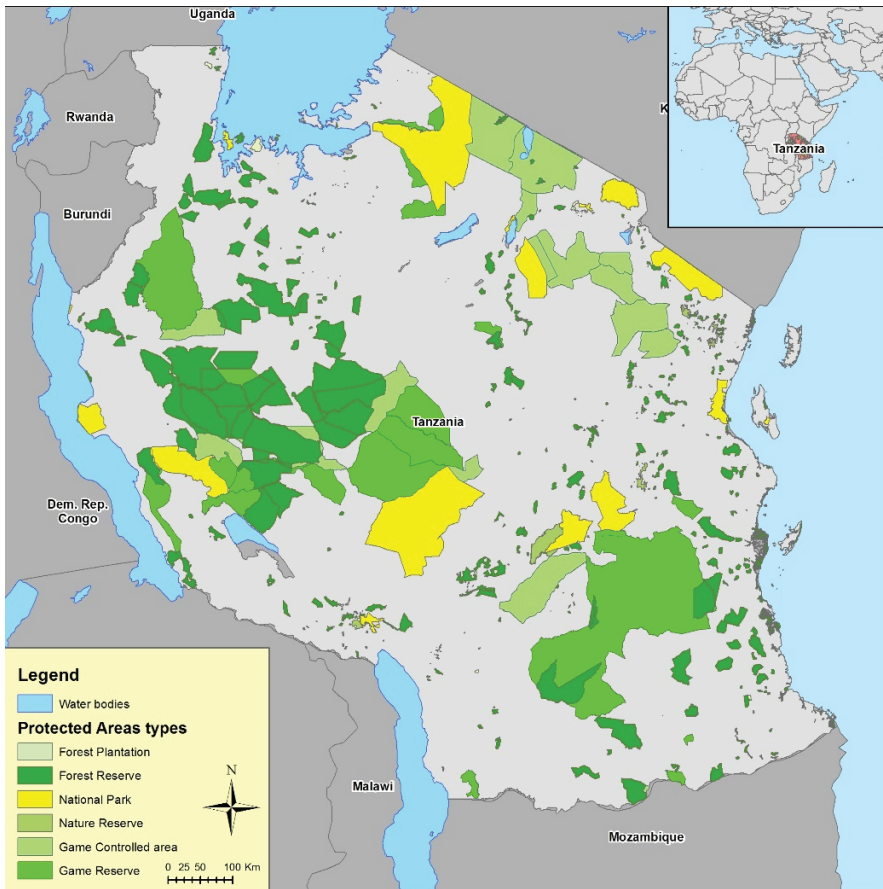 Uganda
K
Rwanda
Tanzania
Burundi
Tanzania
Dem. Rep.
Congo
Legend
Water bodies
Protected Areas types
Forest Plantation
Forest Reserve
National Park
Nature Reserve
Game Controlled area
Game Reserve
N
0 25 50 100 Km
Malawi
Mozambique